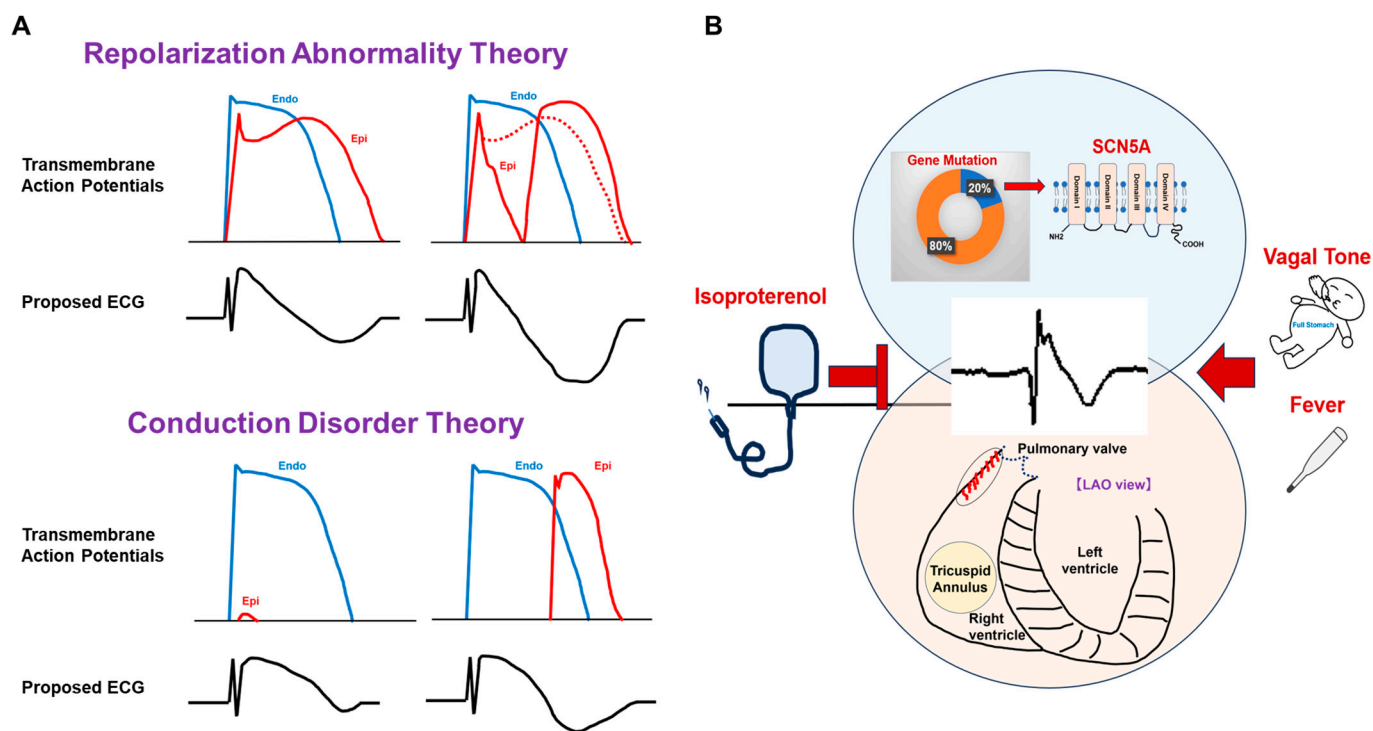 A
Repolarization Abnormality Theory
Endo
Epi
Endo
Epi
Transmembrane
Action Potentials
Proposed ECG
Conduction Disorder Theory
Endo
Epi
Endo
Epi
Transmembrane
Action Potentials
Proposed ECG
B
Gene Mutation
20%
80%
SCN5A
Domain I
Domain II
Domain III
Domain IV
NH2
COOH
Isoproterenol
Vagal Tone
Full Stomach
Fever
Pulmonary valve
【LAO view】
Left
ventricle
Tricuspid
Annulus
Right
ventricle